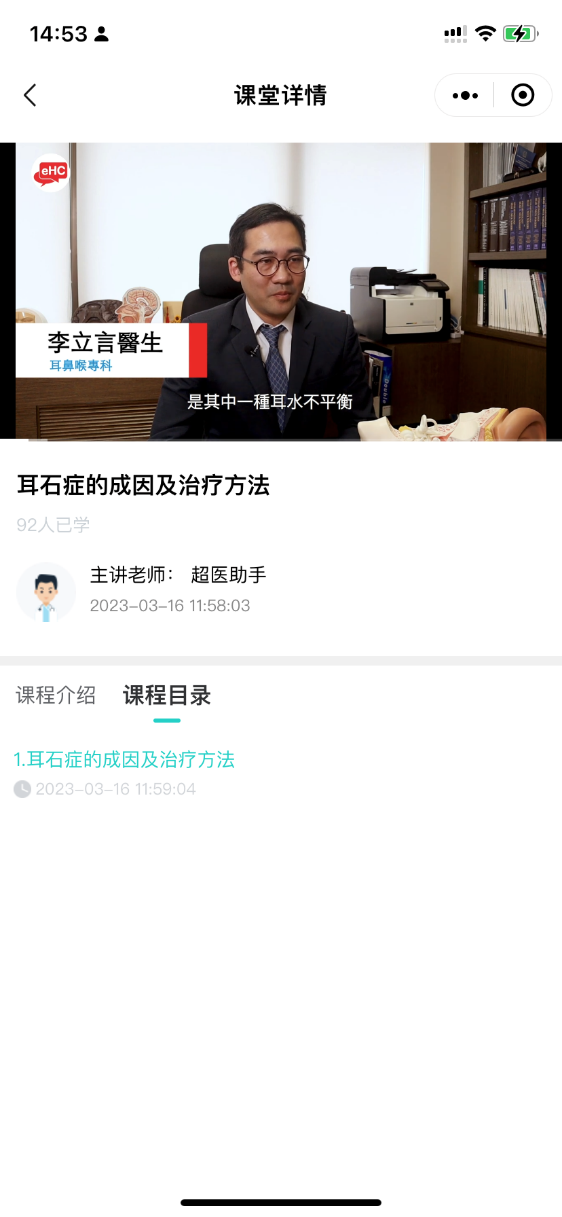 14:53
课堂详情
eHC
李立言醫生
耳鼻喉專科
是其中一種耳水不平衡
耳石症的成因及治疗方法
92人已学
主讲老师： 超医助手
2023-03-16 11:58:03
课程介绍 课程目录
1.耳石症的成因及治疗方法
2023-03-16 11:59:04